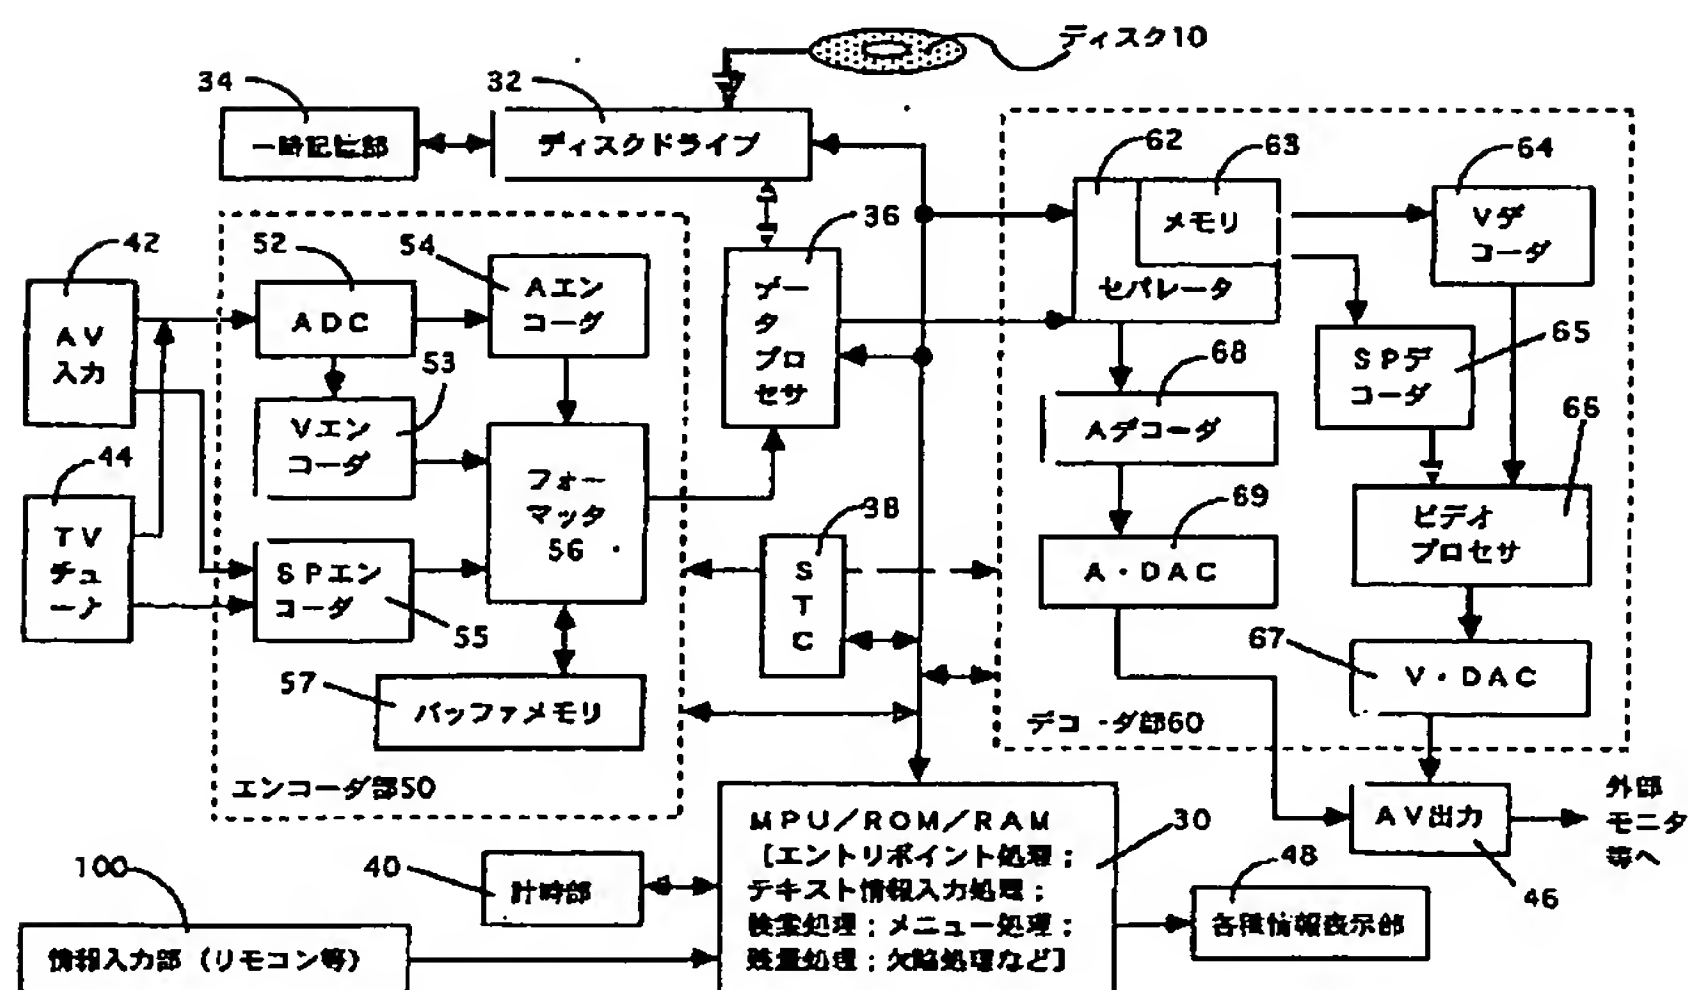 ディスク10
34
32
一時記憶部
ディスクドライブ
62
63
64
メモリ
Vデ
コーダ
セパレータ
36
データプロセサ
42
52
54
AV
入力
ADC
Aエン
コーダ
53
Vエン
コーダ
44
TV
チューナ
フォー
マッタ
56
SPエン
コーダ
55
57
バッファメモリ
エンコーダ部50
38
STC
SPデ
コーダ
65
68
Aデコーダ
66
69
ビデオ
プロセサ
A・DAC
67
V・DAC
デコーダ部60
外部
モニタ
等へ
AV出力
46
MPU/ROM/RAM
[エントリポイント処理;
テキスト情報入力処理;
検索処理;メニュー処理;
残量処理;欠陥処理など]
30
40
計時部
48
各種情報表示部
100
情報入力部(リモコン等)